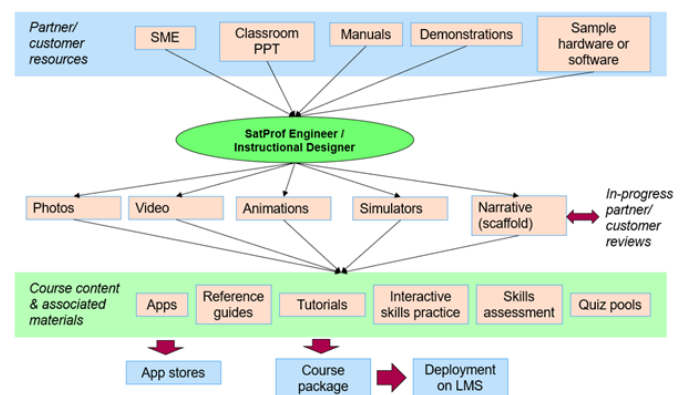 Partner/
customer
resources
SME
Classroom
PPT
Manuals
Demonstrations
Sample
hardware or
software
SatProf Engineer /
Instructional Designer
Photos
Video
Animations
Simulators
Narrative
(scaffold)
In-progress
partner/
customer
reviews
Course content
& associated
materials
Apps
Reference
guides
Tutorials
Interactive
skills practice
Skills
assessment
Quiz pools
App stores
Course
package
Deployment
on LMS